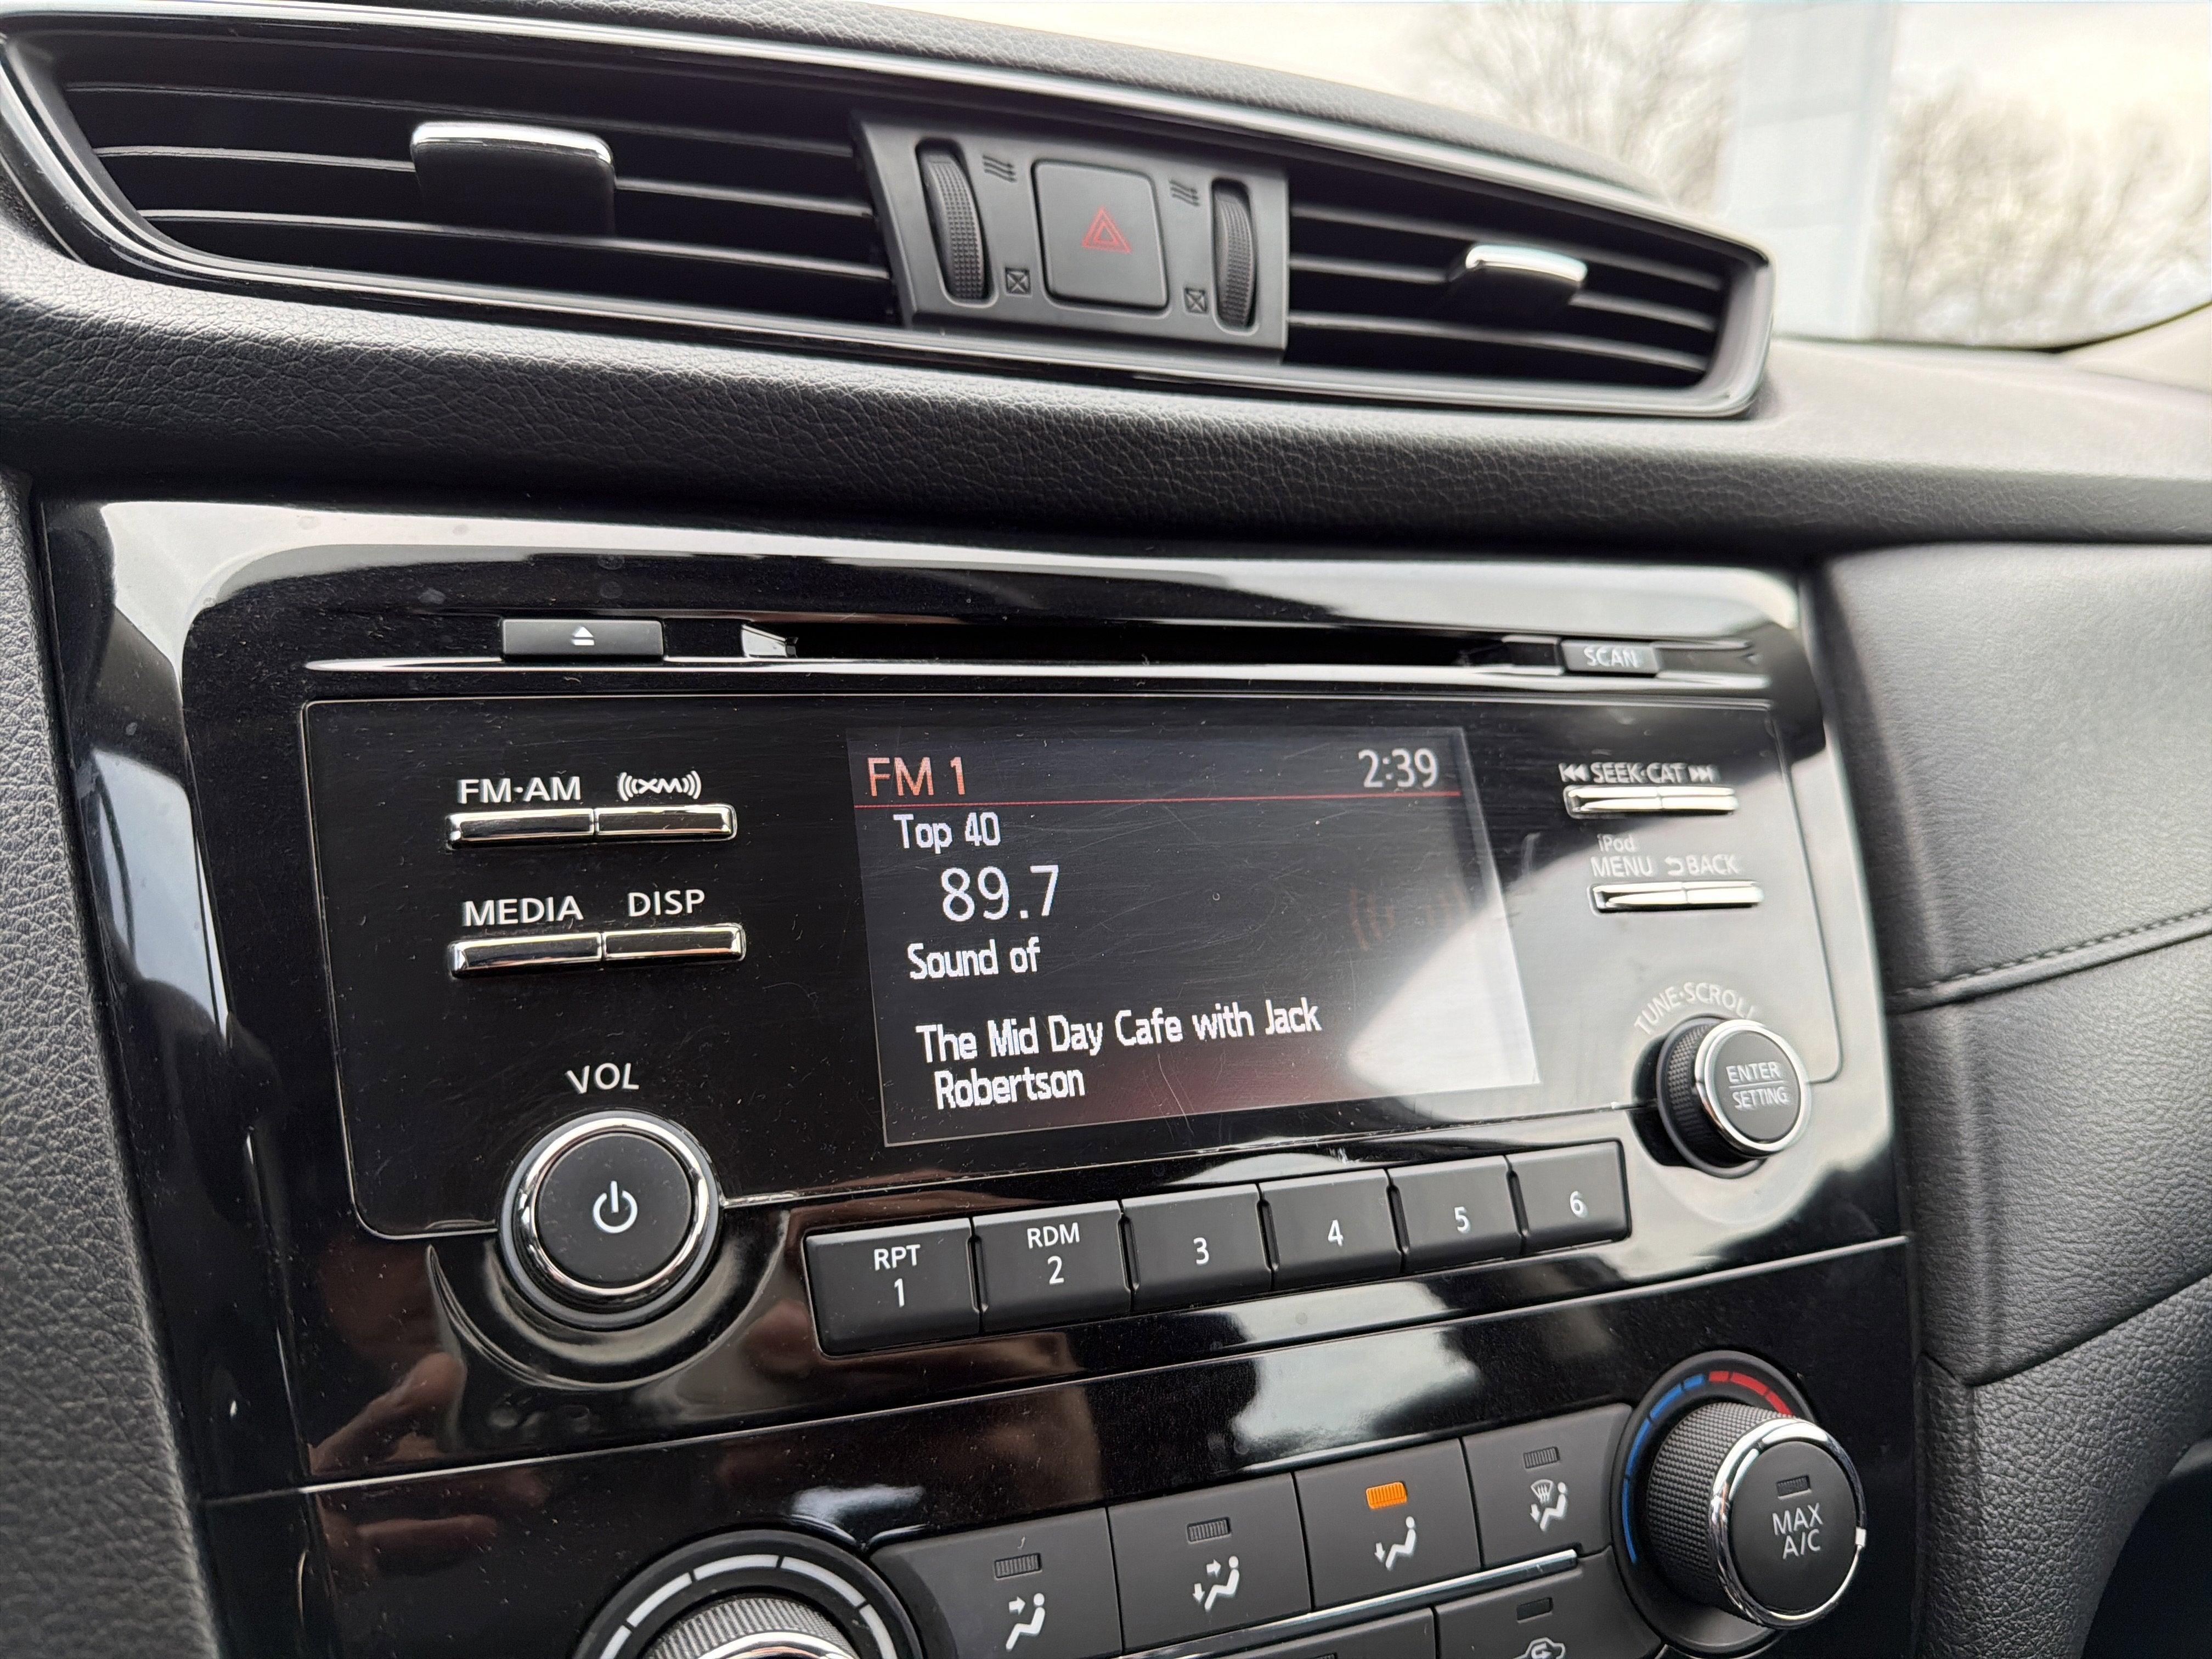 SCAN
FM·AM
XM
FM 1
2:39
SEEK·CAT
Top 40
89.7
iPod
MENU
BACK
MEDIA
DISP
Sound of
The Mid Day Cafe with Jack
Robertson
TUNE·SCROLL
ENTER
SETTING
VOL
RPT
1
RDM
2
3
4
5
6
MAX
A/C